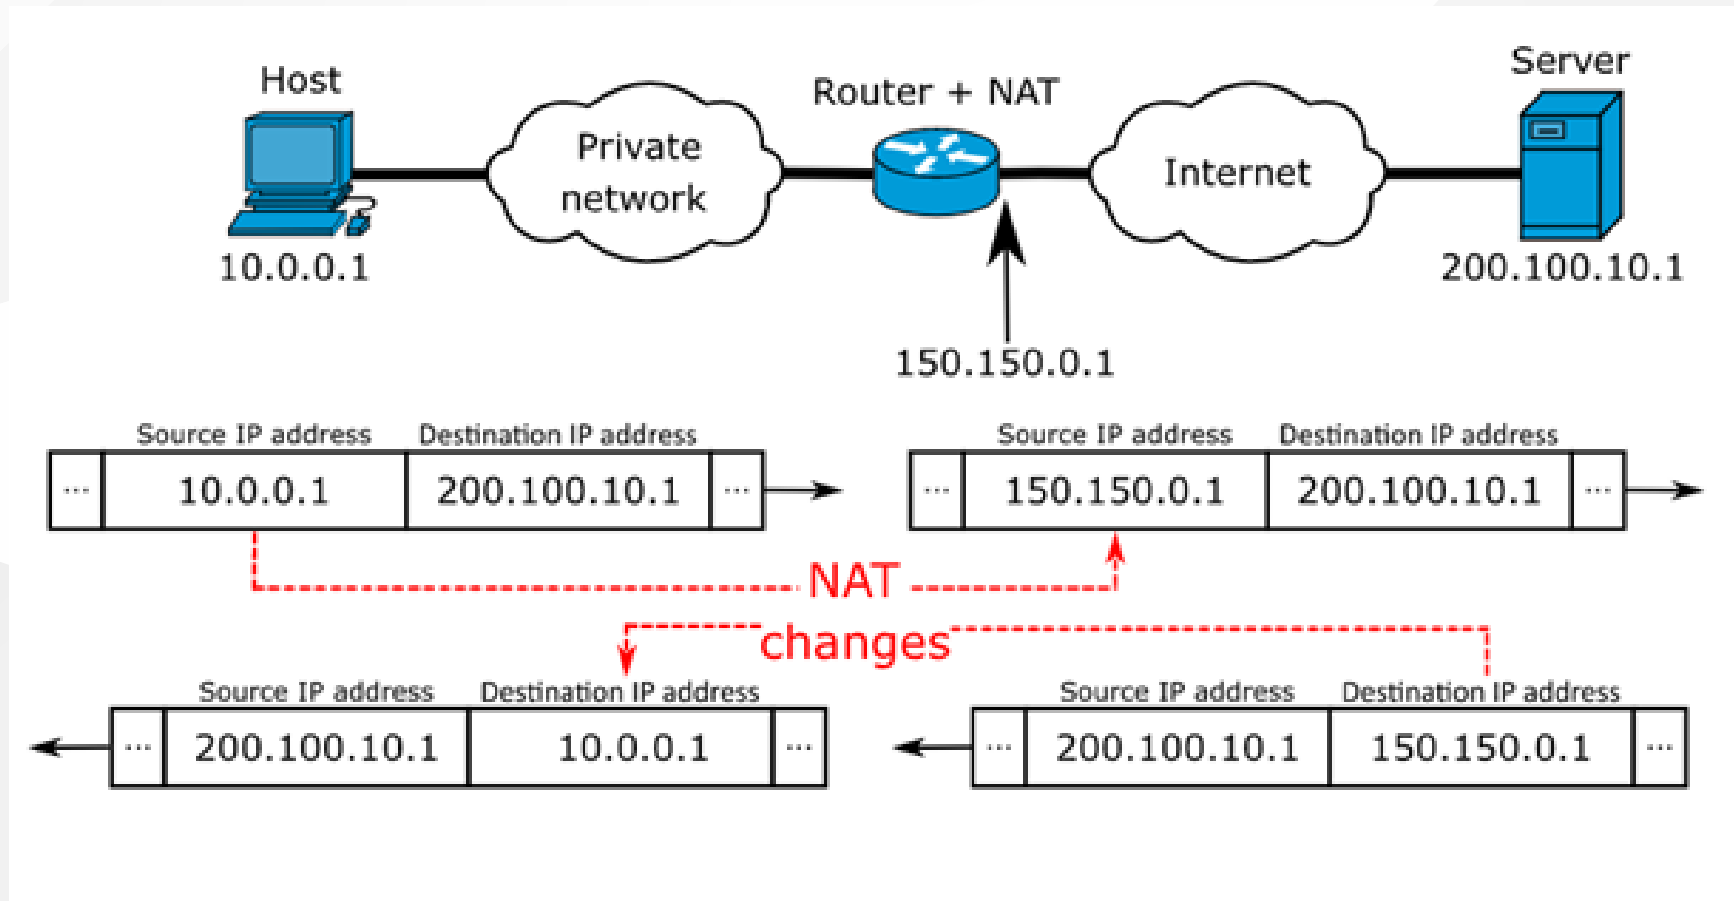 Host
Router + NAT
Server
Private
network
Internet
10.0.0.1
200.100.10.1
150.150.0.1
Source IP address Destination IP address
... 10.0.0.1 200.100.10.1 ...
Source IP address Destination IP address
... 150.150.0.1 200.100.10.1 ...
NAT
changes
Source IP address Destination IP address
... 200.100.10.1 10.0.0.1 ...
Source IP address Destination IP address
... 200.100.10.1 150.150.0.1 ...